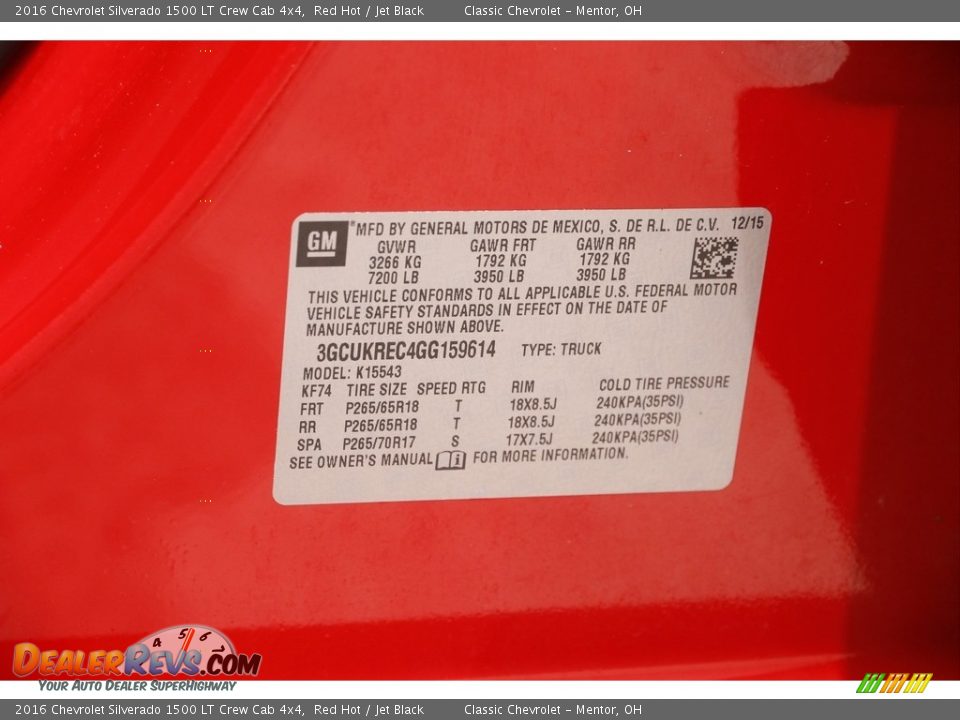 2016 Chevrolet Silverado 1500 LT Crew Cab 4x4, Red Hot / Jet Black Classic Chevrolet - Mentor, OH
GM
MFD BY GENERAL MOTORS DE MEXICO, S. DE R.L. DE C.V. 12/15
GVWR GAWR FRT GAWR RR
3266 KG 1792 KG 1792 KG
7200 LB 3950 LB 3950 LB
THIS VEHICLE CONFORMS TO ALL APPLICABLE U.S. FEDERAL MOTOR
VEHICLE SAFETY STANDARDS IN EFFECT ON THE DATE OF
MANUFACTURE SHOWN ABOVE.
3GCUKREC4GG159614 TYPE: TRUCK
MODEL: K15543
KF74 TIRE SIZE SPEED RTG RIM COLD TIRE PRESSURE
FRT P265/65R18 T 18X8.5J 240KPA(35PSI)
RR P265/65R18 T 18X8.5J 240KPA(35PSI)
SPA P265/70R17 S 17X7.5J 240KPA(35PSI)
SEE OWNER'S MANUAL i FOR MORE INFORMATION.
4 5 6
DEALERREVS.COM
YOUR AUTO DEALER SUPERHIGHWAY
2016 Chevrolet Silverado 1500 LT Crew Cab 4x4, Red Hot / Jet Black Classic Chevrolet - Mentor, OH